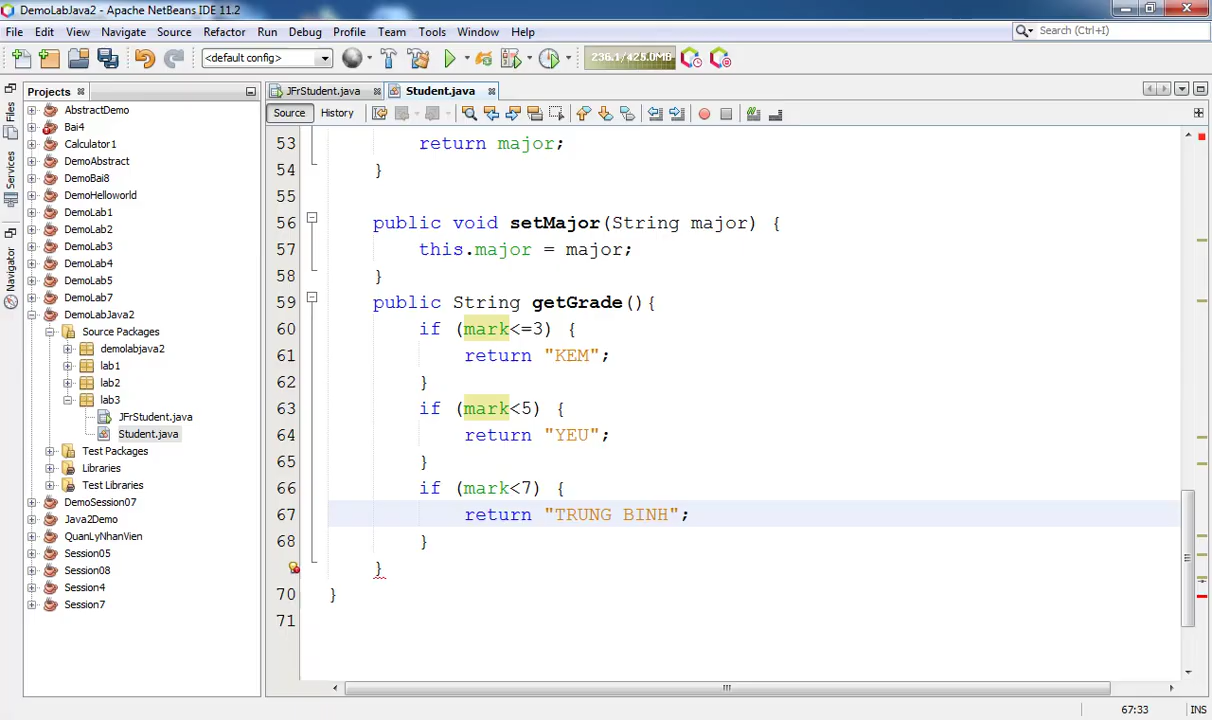 DemoLabJava2 - Apache NetBeans IDE 11.2
File Edit View Navigate Source Refactor Run Debug Profile Team Tools Window Help
Search (Ctrl+I)
<default config>
236.1/425.0MB
Files
Services
Navigator
Projects
AbstractDemo
Bai4
Calculator1
DemoAbstract
DemoBai8
DemoHelloworld
DemoLab1
DemoLab2
DemoLab3
DemoLab4
DemoLab5
DemoLab7
DemoLabJava2
Source Packages
demolabjava2
lab1
lab2
lab3
JFrStudent.java
Student.java
Test Packages
Libraries
Test Libraries
DemoSession07
Java2Demo
QuanLyNhanVien
Session05
Session08
Session4
Session7
JFrStudent.java Student.java
Source History
53 return major;
54 }
55
56 public void setMajor(String major) {
57 this.major = major;
58 }
59 public String getGrade(){
60 if (mark<=3) {
61 return "KEM";
62 }
63 if (mark<5) {
64 return "YEU";
65 }
66 if (mark<7) {
67 return "TRUNG BINH";
68 }
}
70 }
71
67:33 INS